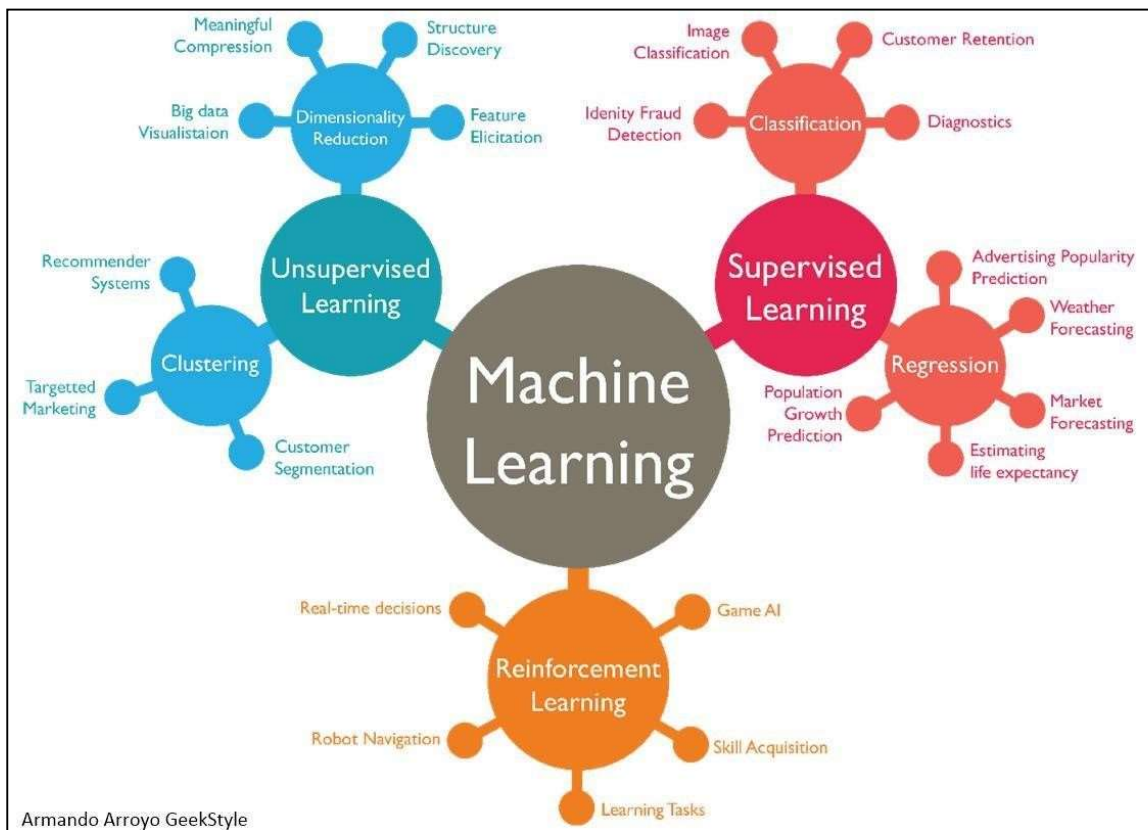 Meaningful
Compression
Structure
Discovery
Big data
Visualistaion
Dimensionality
Reduction
Feature
Elicitation
Unsupervised
Learning
Recommender
Systems
Clustering
Targetted
Marketing
Customer
Segmentation
Image
Classification
Customer Retention
Idenity Fraud
Detection
Classification
Diagnostics
Supervised
Learning
Advertising Popularity
Prediction
Weather
Forecasting
Regression
Population
Growth
Prediction
Market
Forecasting
Estimating
life expectancy
Machine
Learning
Real-time decisions
Game AI
Reinforcement
Learning
Robot Navigation
Skill Acquisition
Learning Tasks
Armando Arroyo GeekStyle